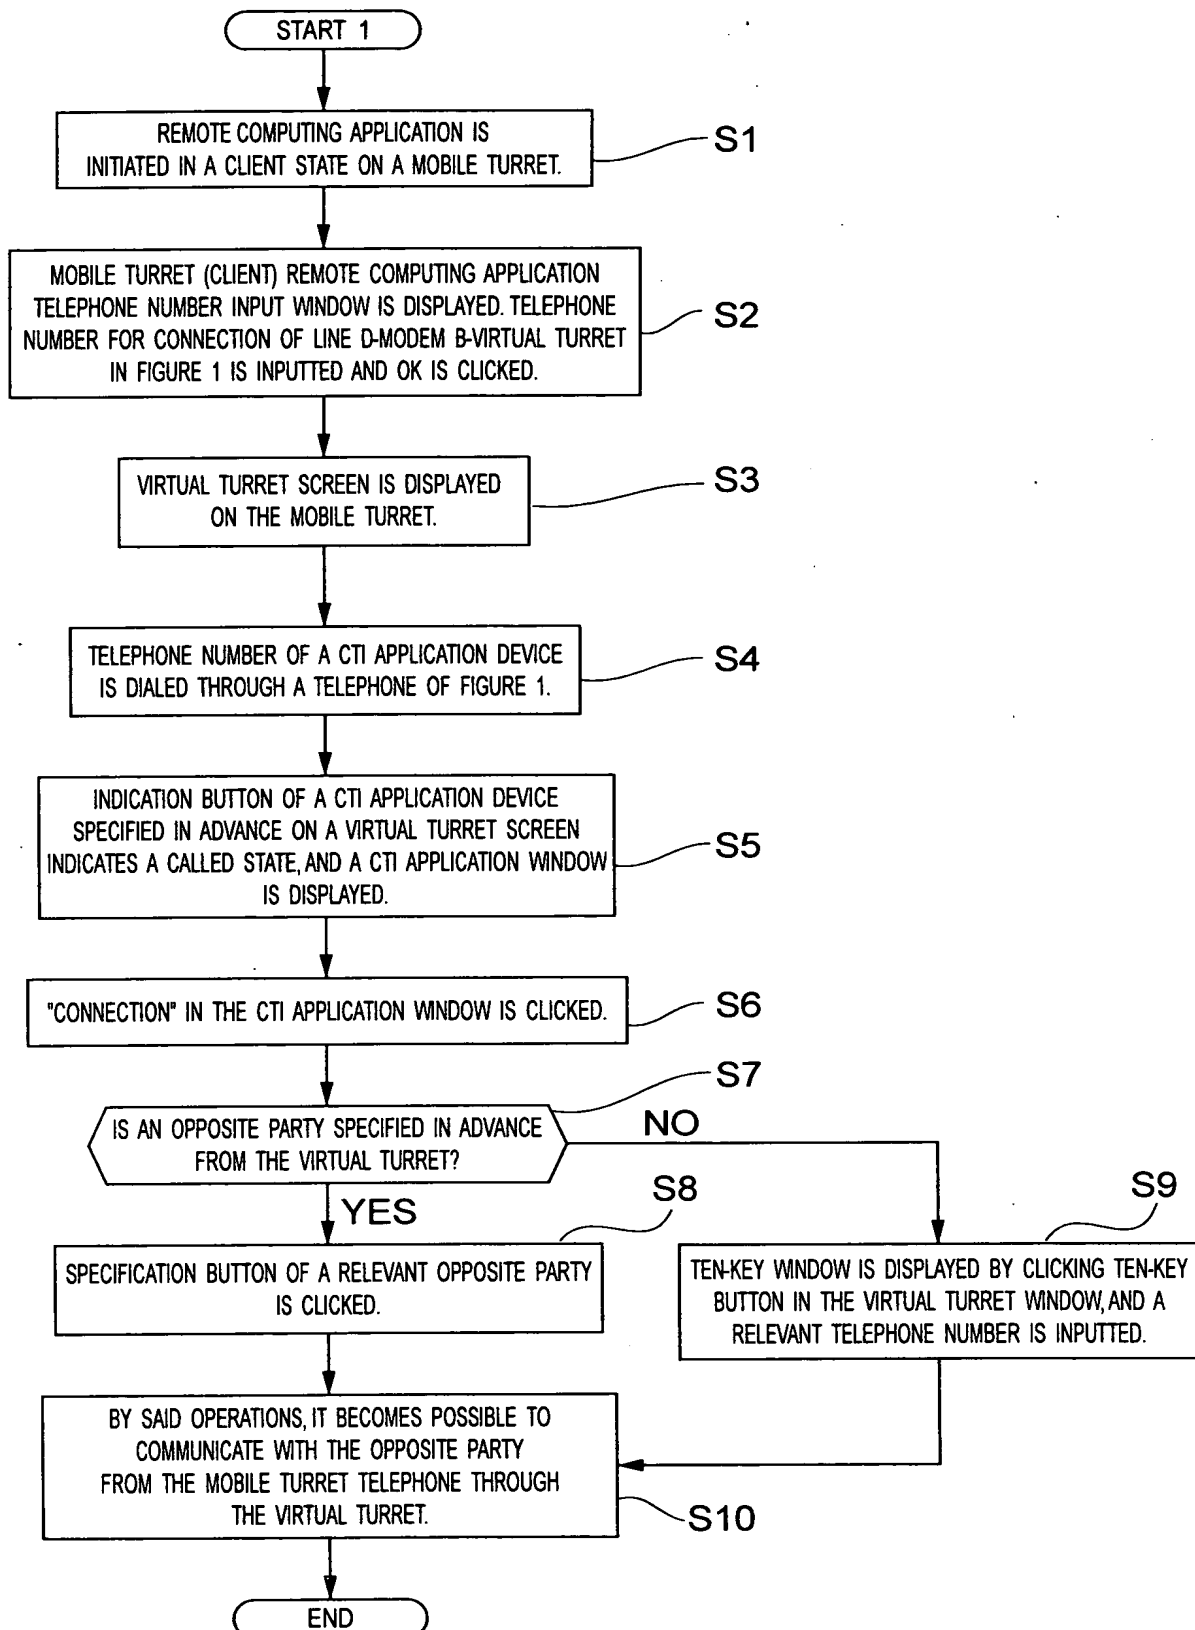 START 1
REMOTE COMPUTING APPLICATION IS
INITIATED IN A CLIENT STATE ON A MOBILE TURRET.
S1
MOBILE TURRET (CLIENT) REMOTE COMPUTING APPLICATION
TELEPHONE NUMBER INPUT WINDOW IS DISPLAYED. TELEPHONE
NUMBER FOR CONNECTION OF LINE D-MODEM B-VIRTUAL TURRET
IN FIGURE 1 IS INPUTTED AND OK IS CLICKED.
S2
VIRTUAL TURRET SCREEN IS DISPLAYED
ON THE MOBILE TURRET.
S3
TELEPHONE NUMBER OF A CTI APPLICATION DEVICE
IS DIALED THROUGH A TELEPHONE OF FIGURE 1.
S4
INDICATION BUTTON OF A CTI APPLICATION DEVICE
SPECIFIED IN ADVANCE ON A VIRTUAL TURRET SCREEN
INDICATES A CALLED STATE, AND A CTI APPLICATION WINDOW
IS DISPLAYED.
S5
"CONNECTION" IN THE CTI APPLICATION WINDOW IS CLICKED.
S6
S7
IS AN OPPOSITE PARTY SPECIFIED IN ADVANCE
FROM THE VIRTUAL TURRET?
NO
YES
S8
SPECIFICATION BUTTON OF A RELEVANT OPPOSITE PARTY
IS CLICKED.
S9
TEN-KEY WINDOW IS DISPLAYED BY CLICKING TEN-KEY
BUTTON IN THE VIRTUAL TURRET WINDOW, AND A
RELEVANT TELEPHONE NUMBER IS INPUTTED.
BY SAID OPERATIONS, IT BECOMES POSSIBLE TO
COMMUNICATE WITH THE OPPOSITE PARTY
FROM THE MOBILE TURRET TELEPHONE THROUGH
THE VIRTUAL TURRET.
S10
END